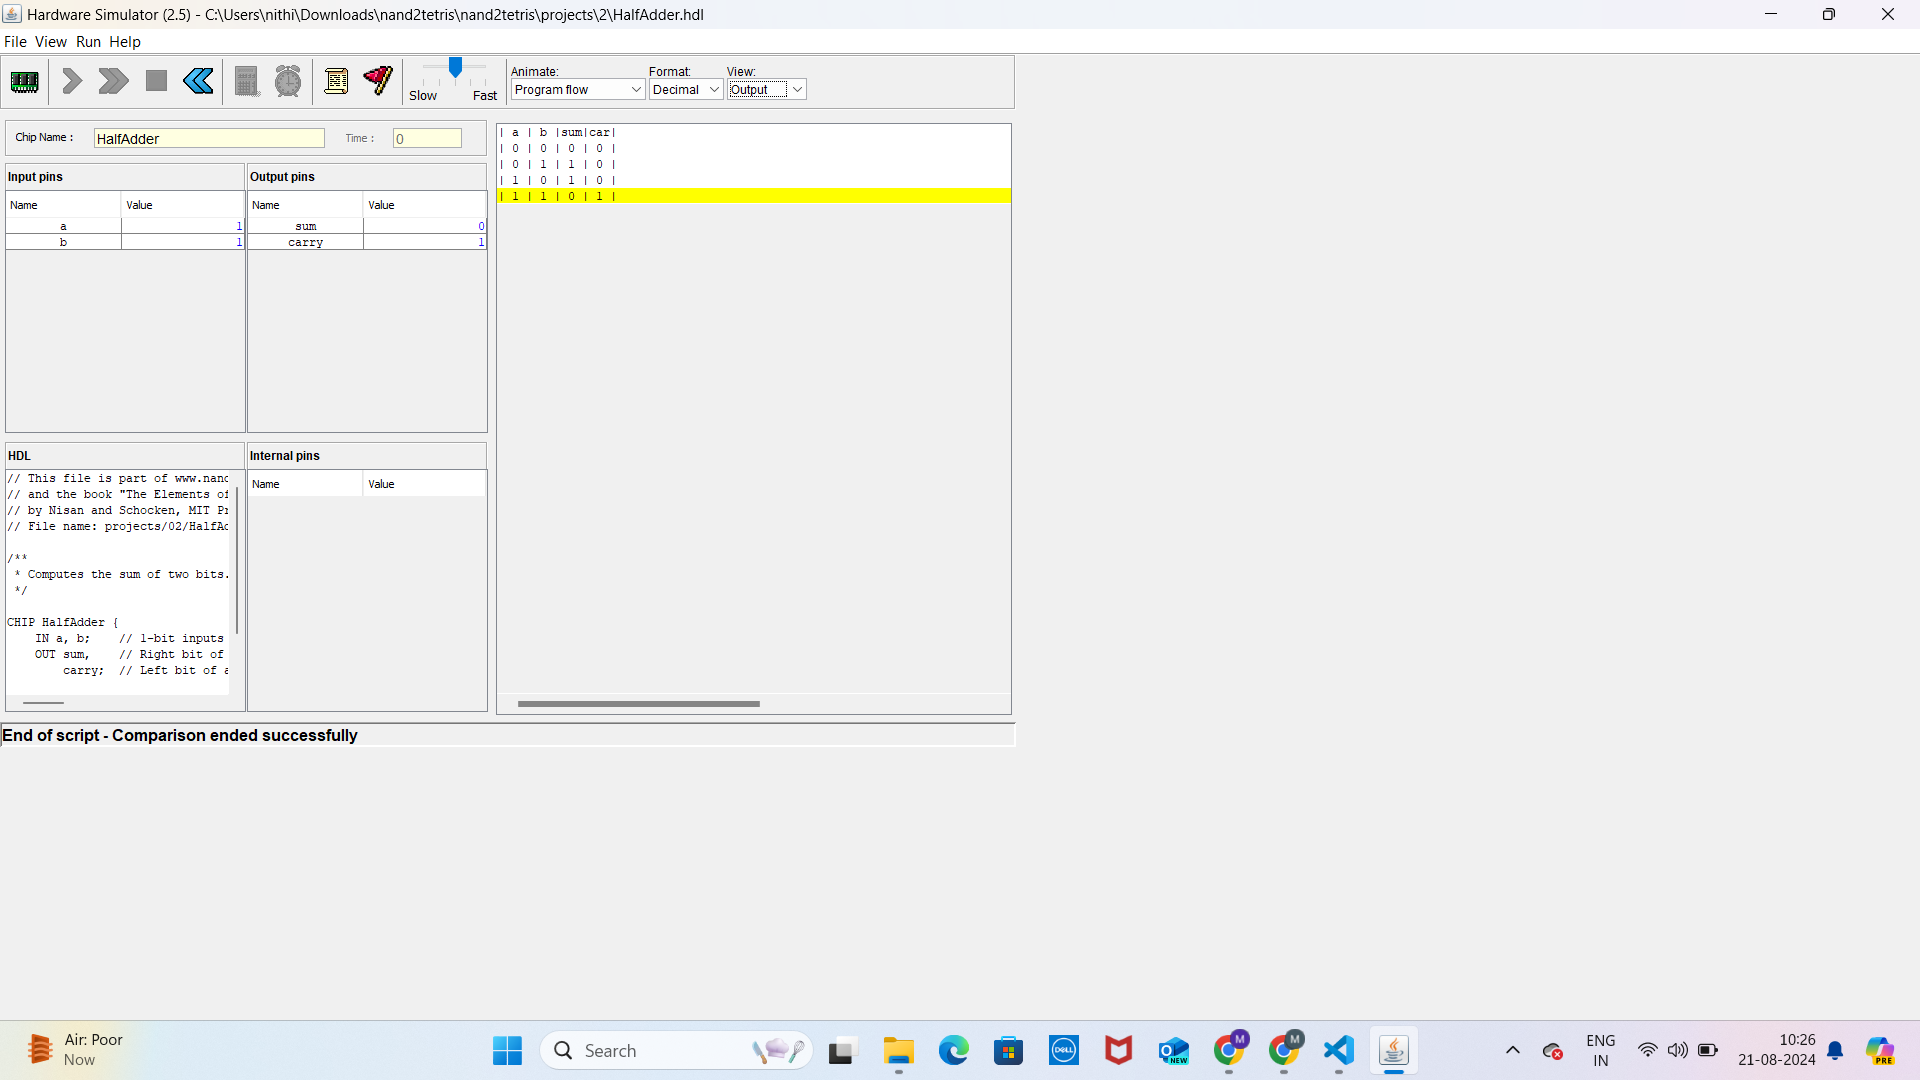 Hardware Simulator (2.5) - C:\Users\nithi\Downloads\nand2tetris\nand2tetris\projects\2\HalfAdder.hdl
File View Run Help
Slow Fast
Animate: Format: View:
Program flow Decimal Output
Chip Name : HalfAdder Time : 0
Input pins
Name Value
a 1
b 1
Output pins
Name Value
sum 0
carry 1
| a | b |sum|car|
| 0 | 0 | 0 | 0 |
| 0 | 1 | 1 | 0 |
| 1 | 0 | 1 | 0 |
| 1 | 1 | 0 | 1 |
HDL
// This file is part of www.nand
// and the book "The Elements of
// by Nisan and Schocken, MIT Pr
// File name: projects/02/HalfAd
/**
* Computes the sum of two bits.
*/
CHIP HalfAdder {
IN a, b; // 1-bit inputs
OUT sum, // Right bit of
carry; // Left bit of a
Internal pins
Name Value
End of script - Comparison ended successfully
Air: Poor
Now
Search
DELL
NEW
M
M
ENG
IN
10:26
21-08-2024
PRE